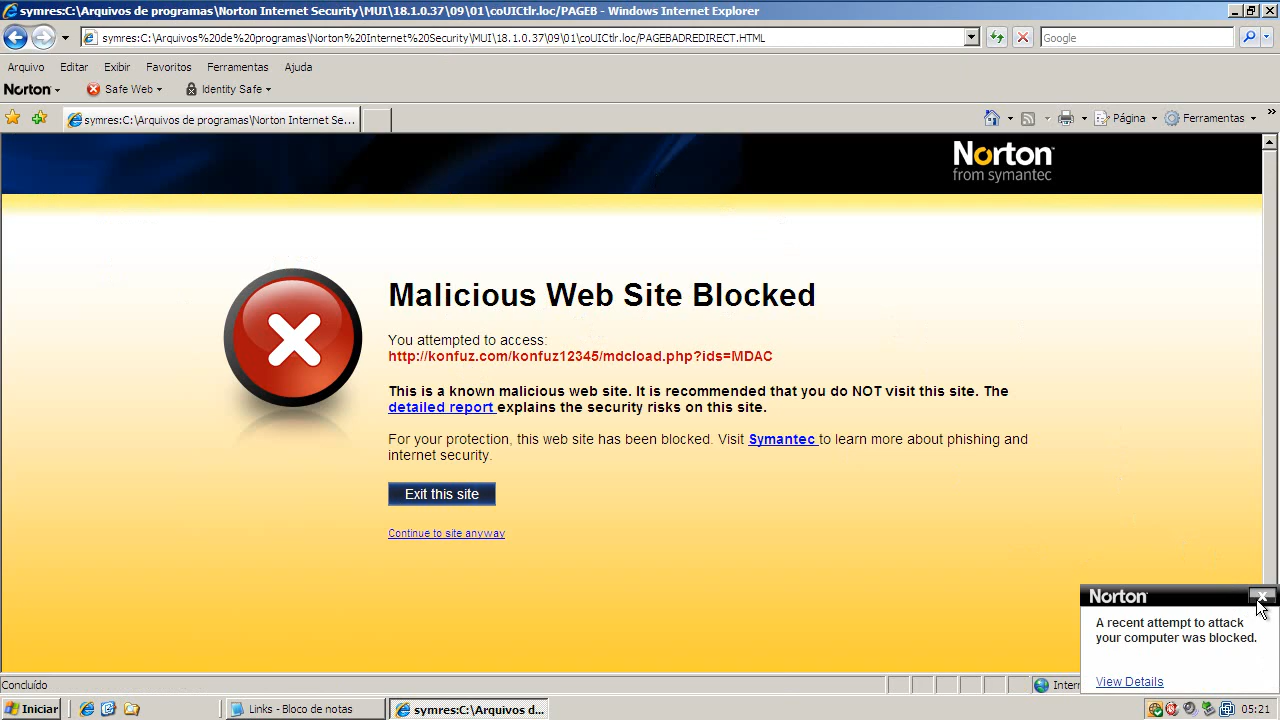 symres:C:\Arquivos de programas\Norton Internet Security\MUI\18.1.0.37\09\01\coUICtlr.loc/PAGEB - Windows Internet Explorer
symres:C:\Arquivos%20de%20programas\Norton%20Internet%20Security\MUI\18.1.0.37\09\01\coUICtlr.loc/PAGEBADREDIRECT.HTML
Google
Arquivo Editar Exibir Favoritos Ferramentas Ajuda
Norton Safe Web Identity Safe
symres:C:\Arquivos de programas\Norton Internet Se...
Página Ferramentas
Norton
from symantec
Malicious Web Site Blocked
You attempted to access:
http://konfuz.com/konfuz12345/mdcload.php?ids=MDAC
This is a known malicious web site. It is recommended that you do NOT visit this site. The
detailed report explains the security risks on this site.
For your protection, this web site has been blocked. Visit Symantec to learn more about phishing and
internet security.
Exit this site
Continue to site anyway
Norton
A recent attempt to attack
your computer was blocked.
View Details
Concluído
Intern
Iniciar
Links - Bloco de notas
symres:C:\Arquivos d...
05:21